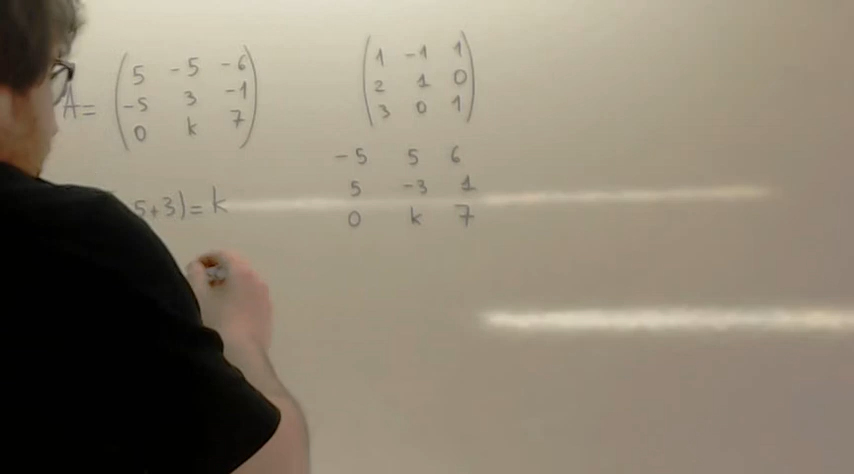 A = ( 5 -5 -6
-5 3 -1
0 k 7 )
5+3) = k
( 1 -1 1
2 1 0
3 0 1 )
-5 5 6
5 -3 1
0 k 7